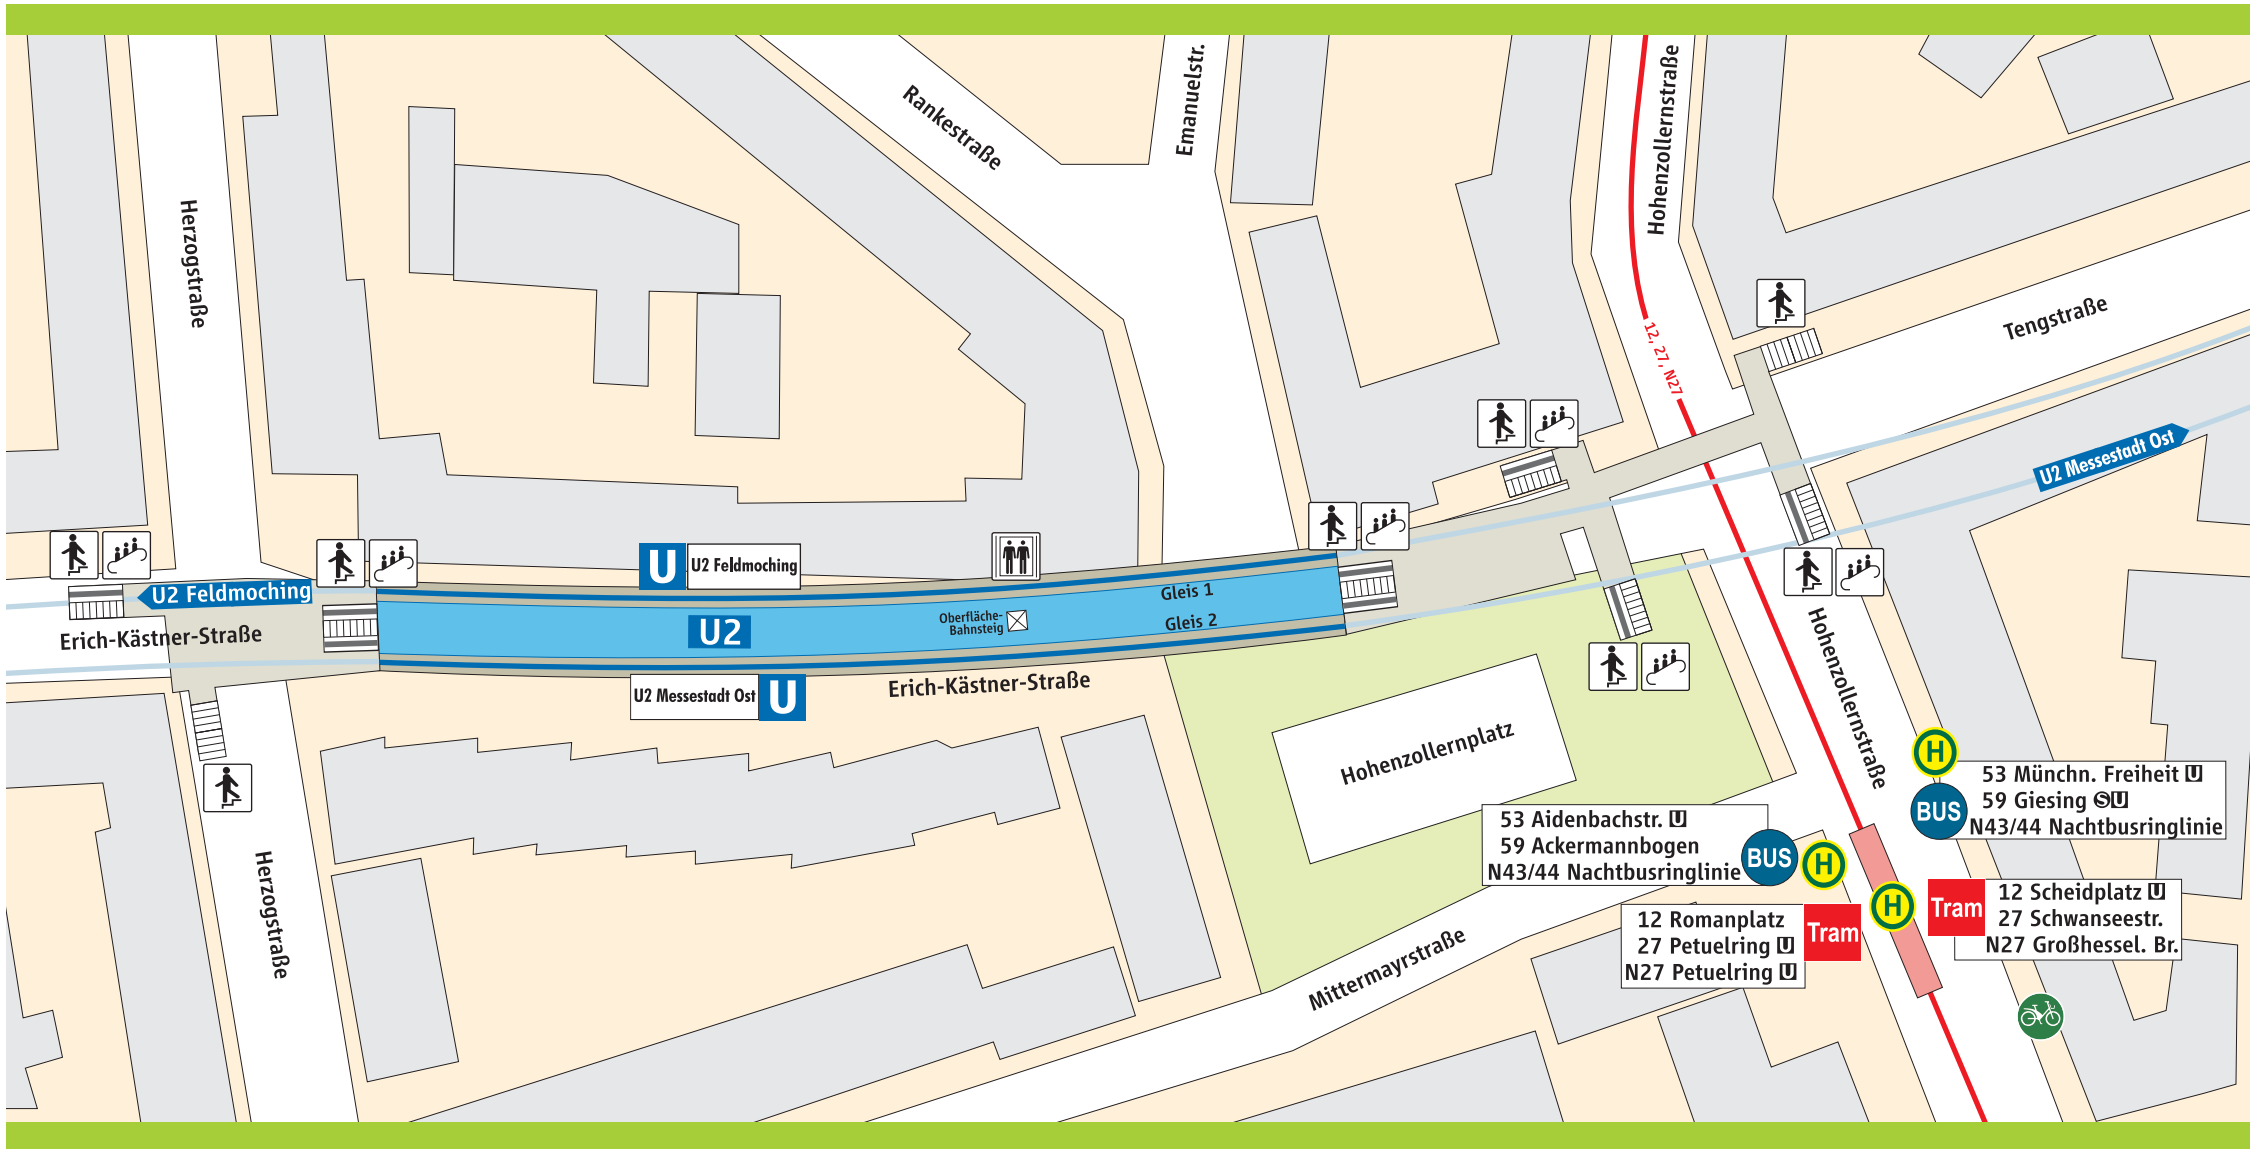 Rankestraße
Emanuelstr.
Hohenzollernstraße
Herzogstraße
12, 27, N27
Tengstraße
U2 Messestadt Ost
U
U2 Feldmoching
U2 Feldmoching
Gleis 1
Gleis 2
Oberfläche-
Bahnsteig
U2
Erich-Kästner-Straße
Erich-Kästner-Straße
U2 Messestadt Ost
U
Hohenzollernplatz
Hohenzollernstraße
H
53 Münchn. Freiheit U
59 Giesing S U
N43/44 Nachtbusringlinie
BUS
53 Aidenbachstr. U
59 Ackermannbogen
N43/44 Nachtbusringlinie
BUS
H
H
Tram
12 Scheidplatz U
27 Schwanseestr.
N27 Großhessel. Br.
12 Romanplatz
27 Petuelring U
N27 Petuelring U
Tram
Herzogstraße
Mittermayrstraße